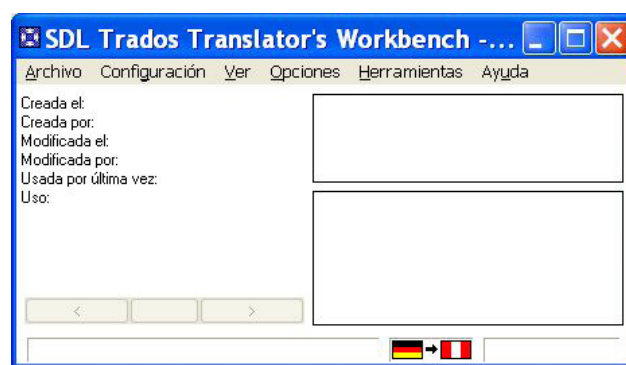 SDL Trados Translator's Workbench -...
Archivo Configuración Ver Opciones Herramientas Ayuda
Creada el:
Creada por:
Modificada el:
Modificada por:
Usada por última vez:
Uso:
< >